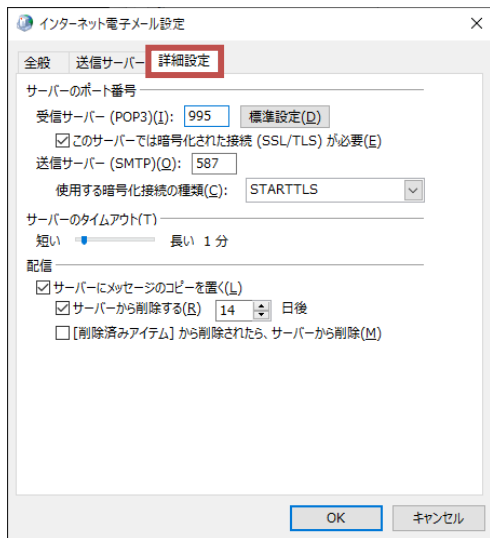 インターネット電子メール設定
全般 送信サーバー 詳細設定
サーバーのポート番号
受信サーバー (POP3)(I): 995 標準設定(D)
このサーバーでは暗号化された接続 (SSL/TLS) が必要(E)
送信サーバー (SMTP)(O): 587
使用する暗号化接続の種類(C): STARTTLS
サーバーのタイムアウト(T)
短い 長い 1 分
配信
サーバーにメッセージのコピーを置く(L)
サーバーから削除する(R) 14 日後
[削除済みアイテム] から削除されたら、サーバーから削除(M)
OK キャンセル